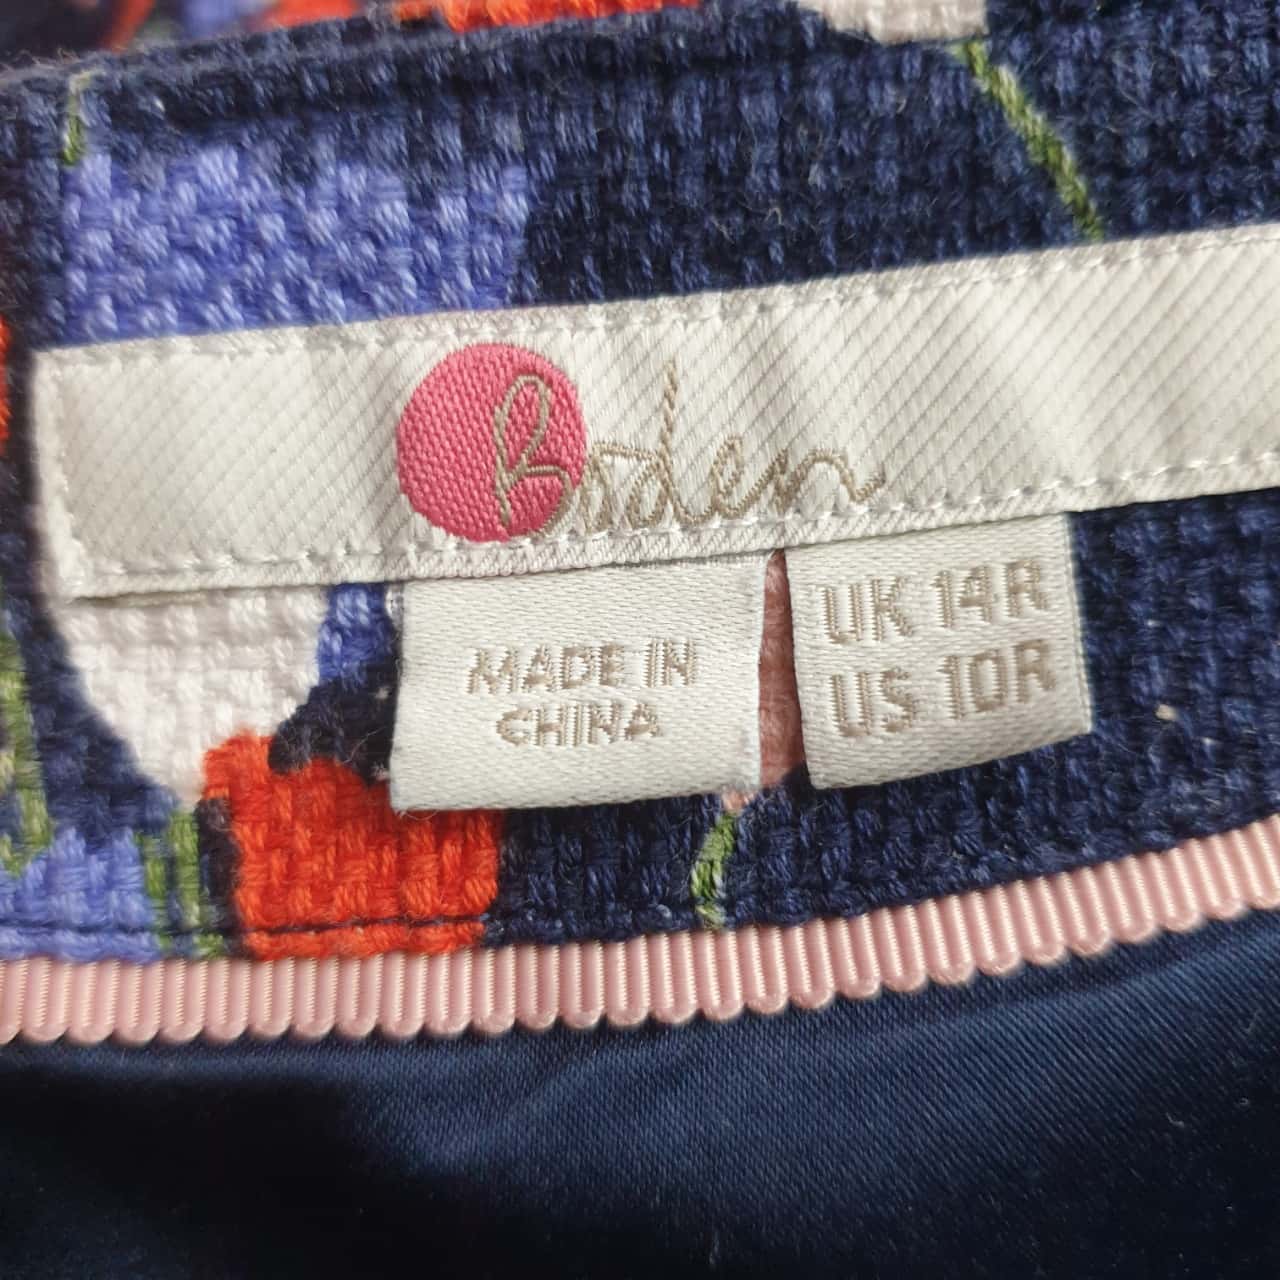 Boden
MADE IN
CHINA
UK 14R
US 10R